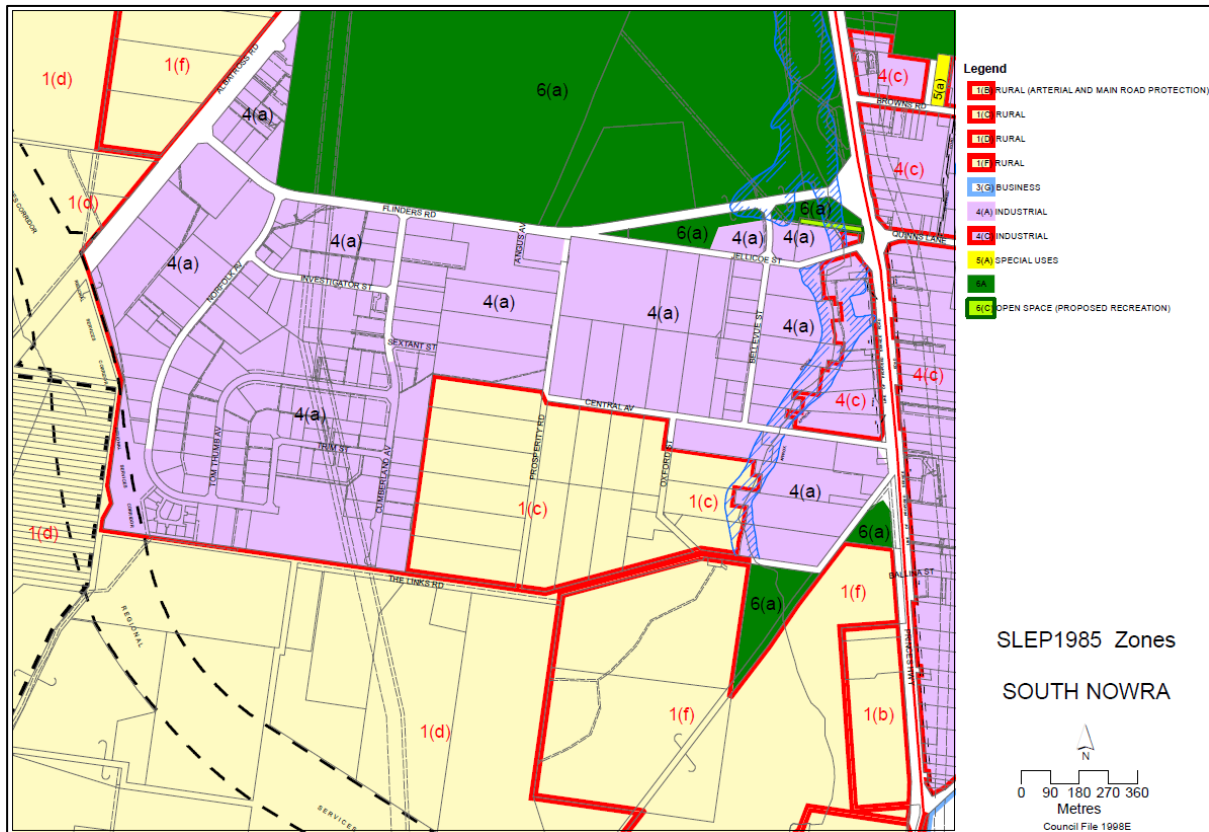 1(d)
1(f)
ALBATROSS RD
4(a)
6(a)
4(c)
5(a)
BROWNS RD
4(c)
1(d)
FLINDERS RD
6(a)
6(a)
4(a)
4(a)
QUINNS LANE
JELLICOE ST
4(a)
4(a)
ANGUS AV
NORFOLK AV
INVESTIGATOR ST
4(a)
4(a)
4(a)
BELLEVUE ST
SEXTANT ST
4(c)
4(c)
CENTRAL AV
4(a)
TOM THUMB AV
TRIM ST
CUMBERLAND AV
PROSPERITY RD
OXFORD ST
1(c)
1(c)
4(a)
6(a)
1(d)
THE LINKS RD
BALLINA ST
6(a)
1(f)
REGIONAL
PRINCES HWY
1(d)
1(f)
1(b)
SERVICES
Legend
1(B) RURAL (ARTERIAL AND MAIN ROAD PROTECTION)
1(C) RURAL
1(D) RURAL
1(F) RURAL
3(G) BUSINESS
4(A) INDUSTRIAL
4(C) INDUSTRIAL
5(A) SPECIAL USES
6A
6(C) OPEN SPACE (PROPOSED RECREATION)
SLEP1985 Zones
SOUTH NOWRA
N
0 90 180 270 360
Metres
Council File 1998E